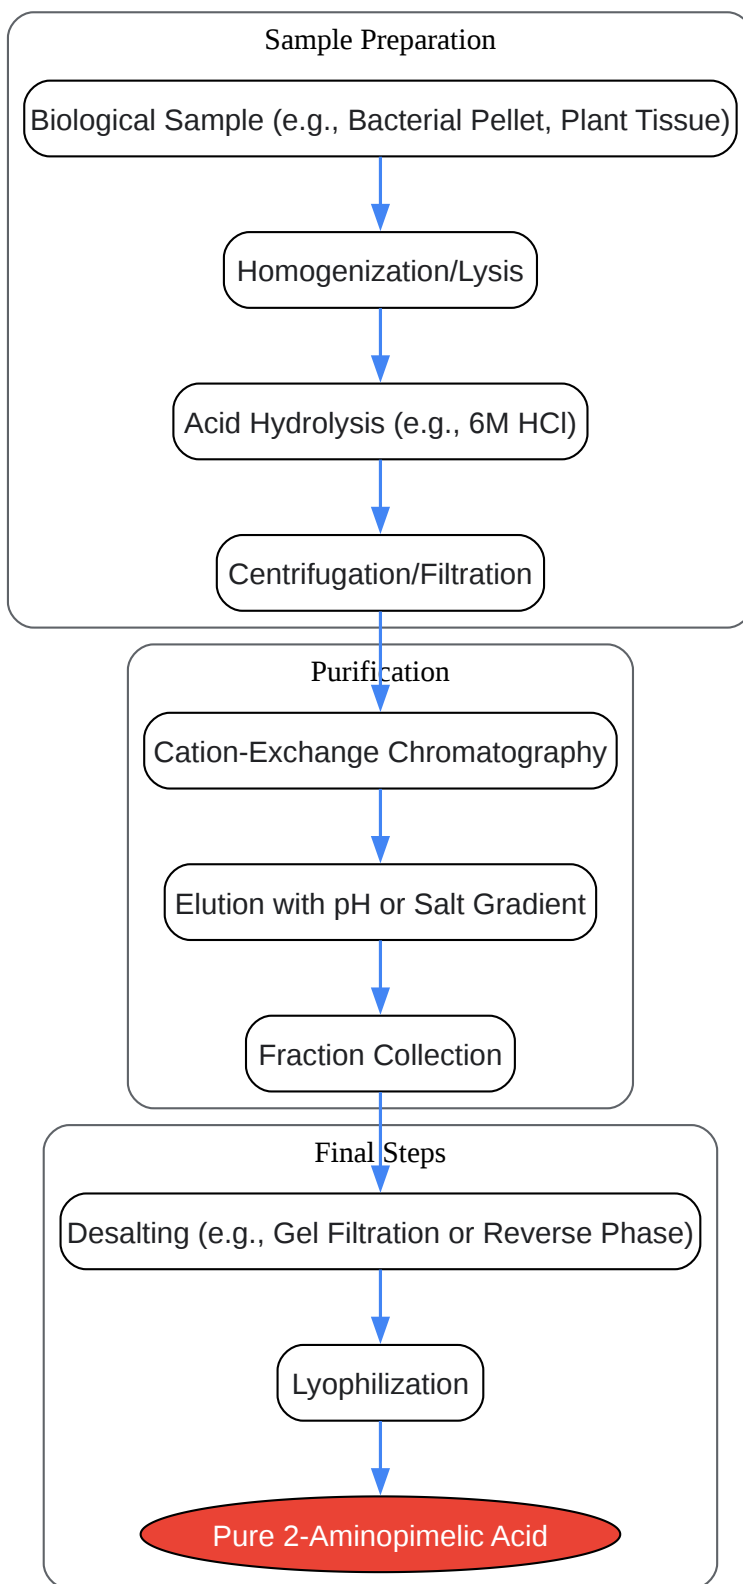 Sample Preparation
Biological Sample (e.g., Bacterial Pellet, Plant Tissue)
Homogenization/Lysis
Acid Hydrolysis (e.g., 6M HCl)
Centrifugation/Filtration
Purification
Cation-Exchange Chromatography
Elution with pH or Salt Gradient
Fraction Collection
Final Steps
Desalting (e.g., Gel Filtration or Reverse Phase)
Lyophilization
Pure 2-Aminopimelic Acid